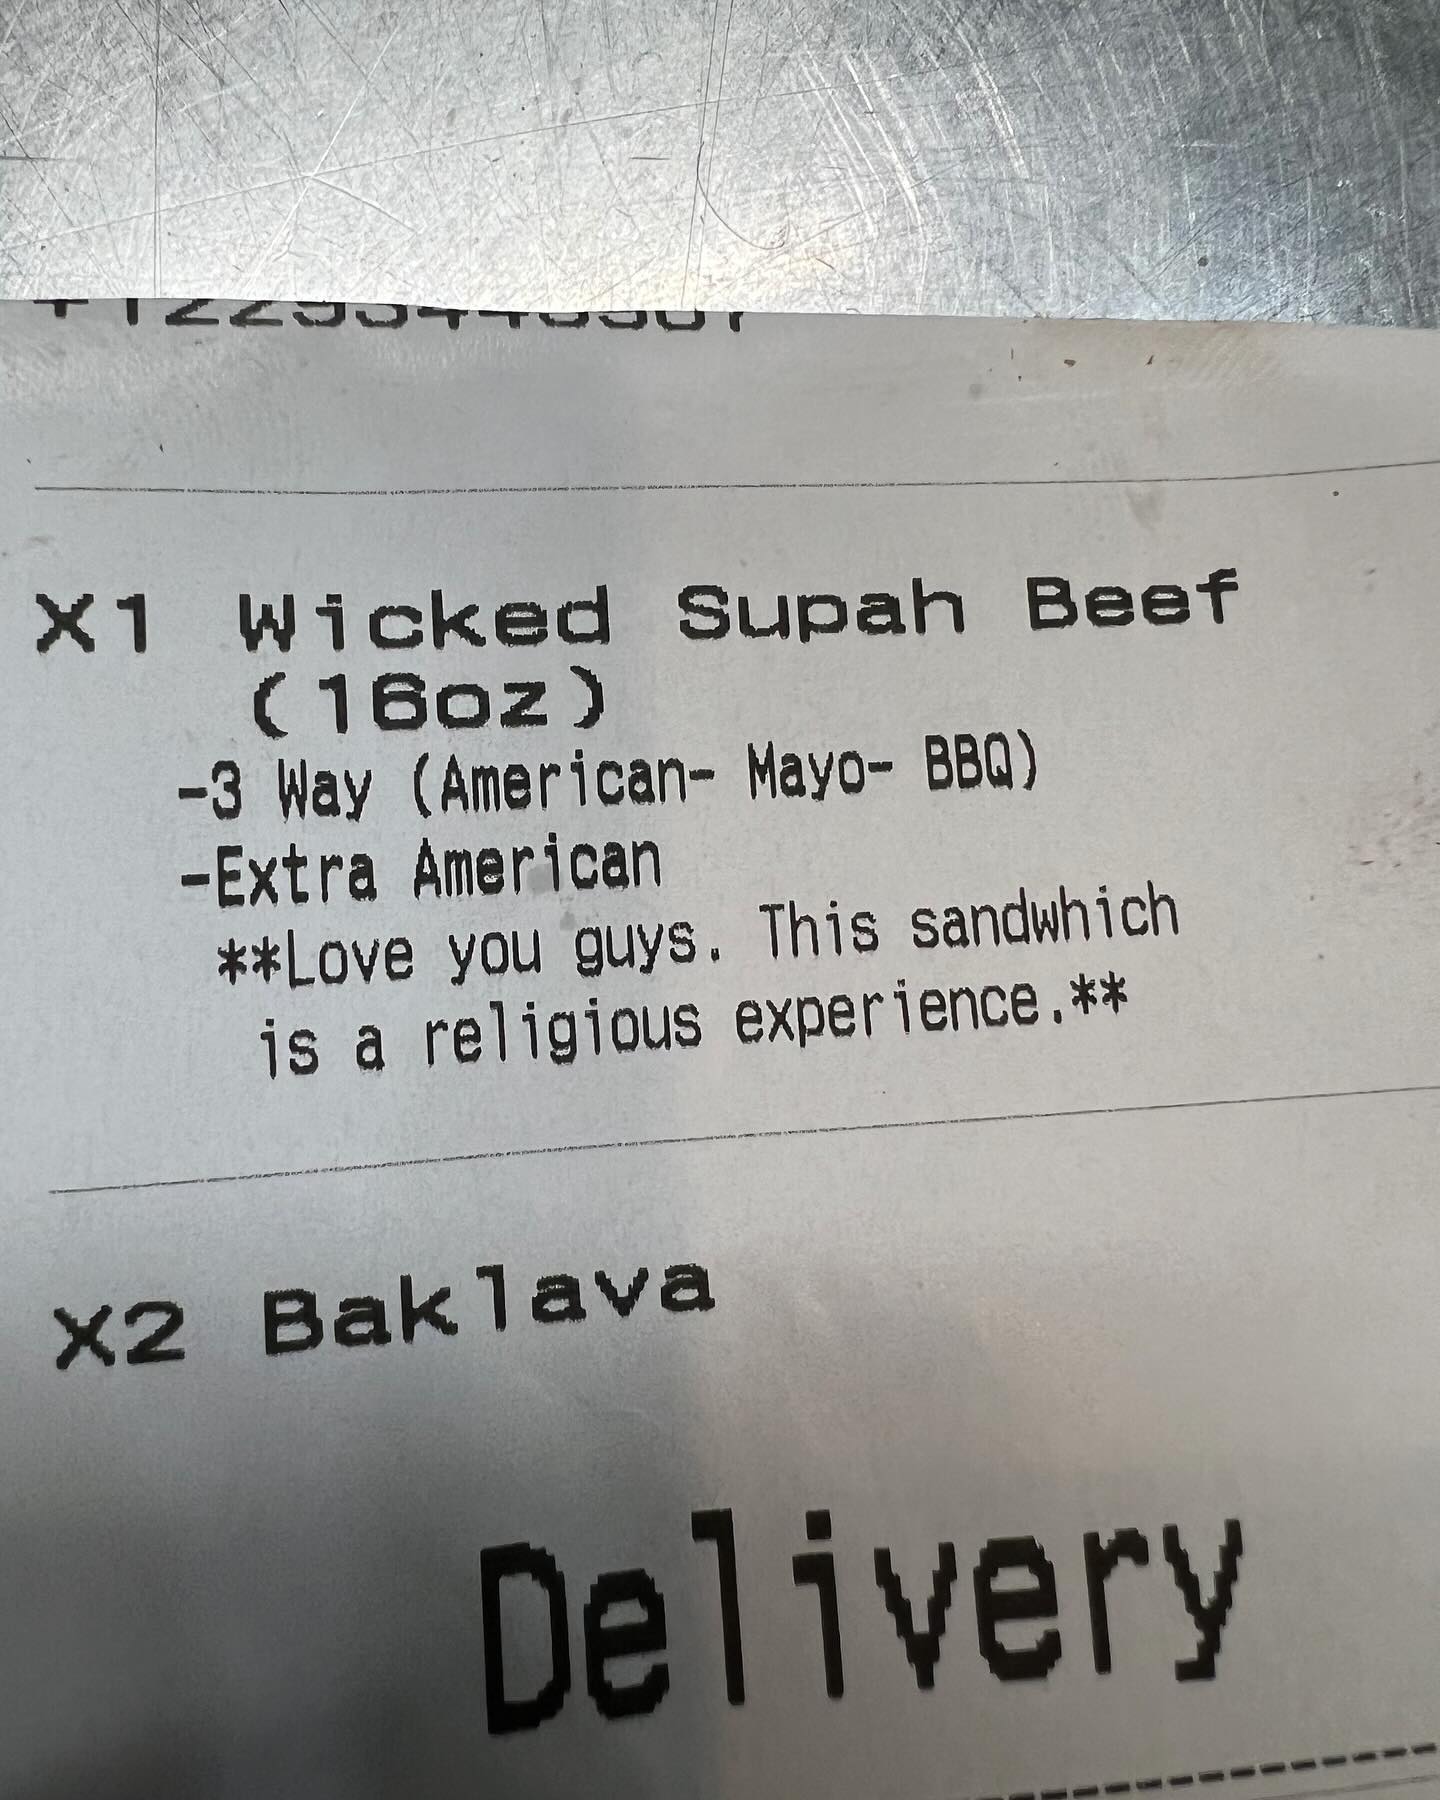 X1 Wicked Supah Beef
(16oz)
-3 Way (American- Mayo- BBQ)
-Extra American
**Love you guys. This sandwhich
is a religious experience.**
X2 Baklava
Delivery